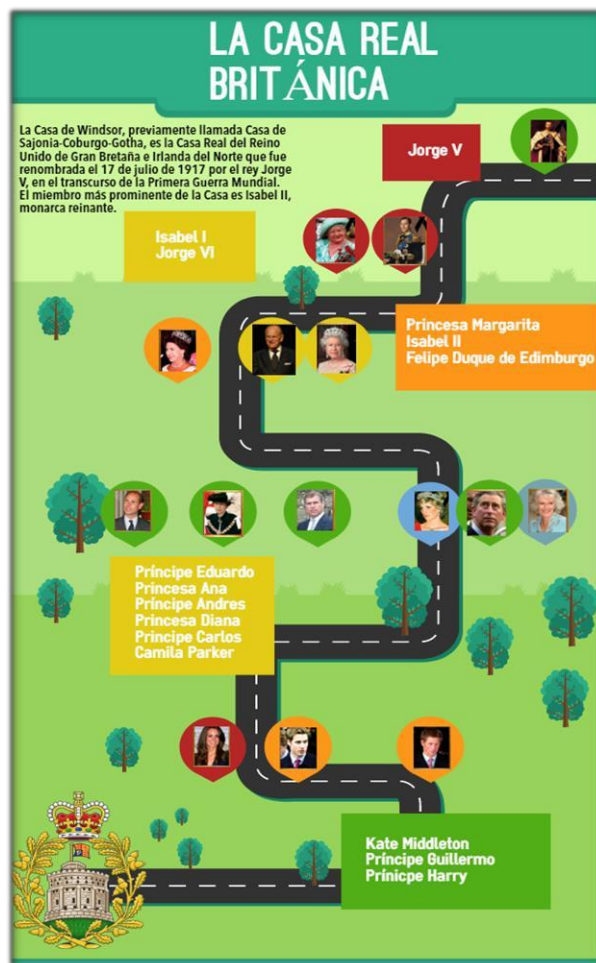 LA CASA REAL
BRITÁNICA
La Casa de Windsor, previamente llamada Casa de
Sajonia-Coburgo-Gotha, es la Casa Real del Reino
Unido de Gran Bretaña e Irlanda del Norte que fue
renombrada el 17 de julio de 1917 por el rey Jorge
V, en el transcurso de la Primera Guerra Mundial.
El miembro más prominente de la Casa es Isabel II,
monarca reinante.
Jorge V
Isabel I
Jorge VI
Princesa Margarita
Isabel II
Felipe Duque de Edimburgo
Príncipe Eduardo
Princesa Ana
Príncipe Andres
Princesa Diana
Principe Carlos
Camila Parker
Kate Middleton
Príncipe Guillermo
Prínicpe Harry